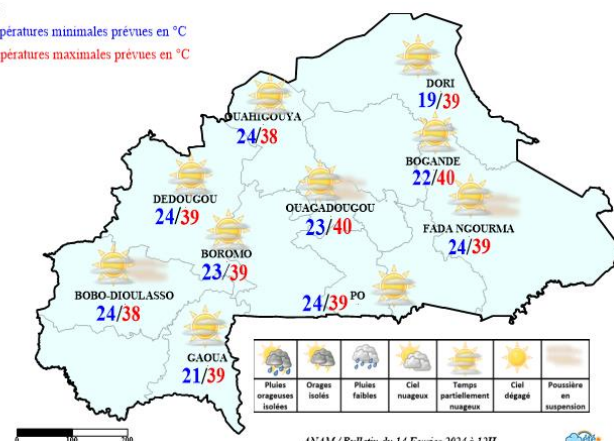 pératures minimales prévues en °C
pératures maximales prévues en °C
DORI
19/39
OUAHIGOUYA
24/38
BOGANDE
22/40
DEDOUGOU
24/39
OUAGADOUGOU
23/40
FADA NGOURMA
24/39
BOROMO
23/39
BOBO-DIOULASSO
24/38
24/39 PO
GAOUA
21/39
Pluies orageuses isolées
Orages isolés
Pluies faibles
Ciel nuageux
Temps partiellement nuageux
Ciel dégagé
Poussière en suspension
ANAM / Bulletin du 14 Fevrier 2024 à 12H